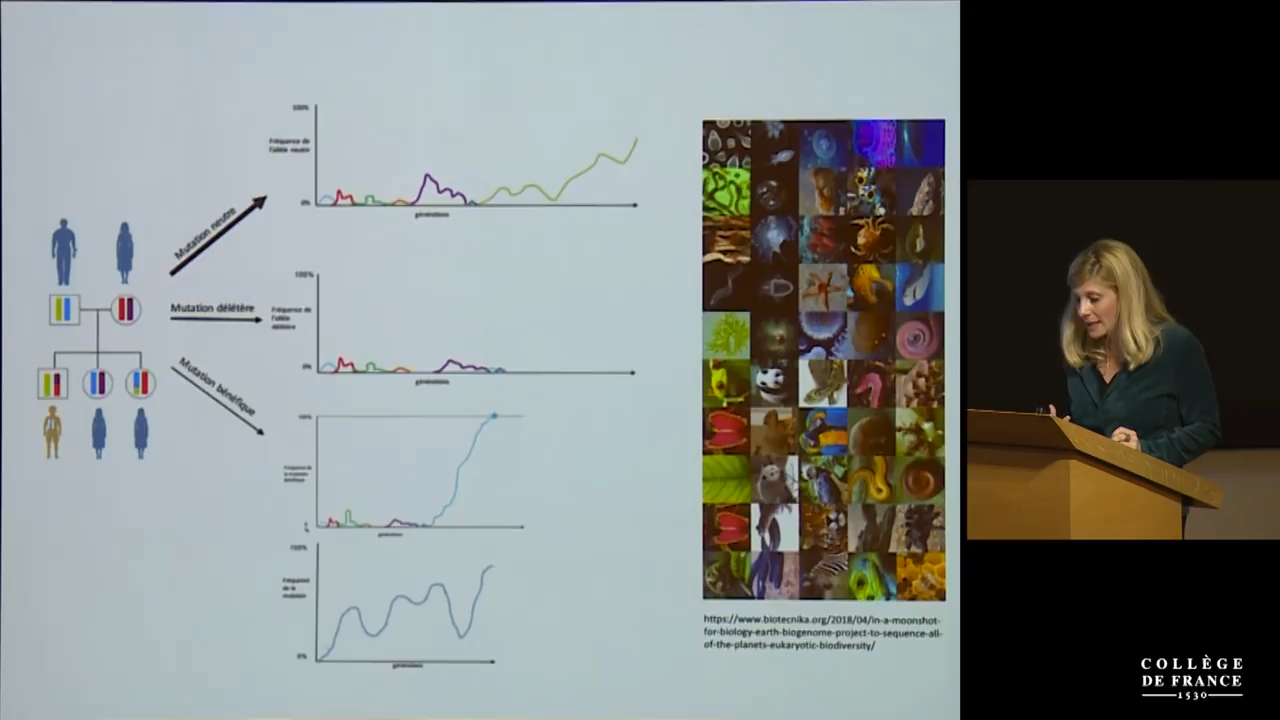 100%
Fréquence de
l'allèle neutre
0%
générations
Mutation neutre
100%
Mutation délétère
Fréquence de
l'allèle
délétère
0%
générations
Mutation bénéfique
100%
Fréquence de
la mutation
bénéfique
générations
100%
Fréquence
de la
mutation
0%
générations
https://www.biotecnika.org/2018/04/in-a-moonshot-
for-biology-earth-biogenome-project-to-sequence-all-
of-the-planets-eukaryotic-biodiversity/
COLLÈGE
DE FRANCE
1530